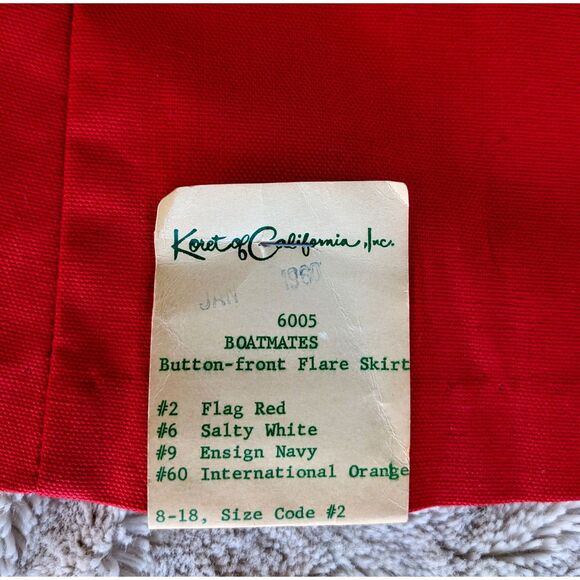 Koret of California, Inc.
JAN 1960
6005
BOATMATES
Button-front Flare Skirt
#2 Flag Red
#6 Salty White
#9 Ensign Navy
#60 International Orange
8-18, Size Code #2